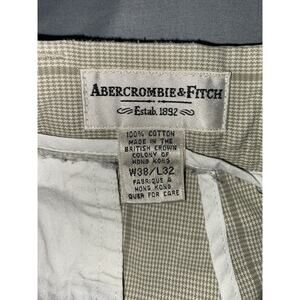 ABERCROMBIE & FITCH
Estab. 1892
100% COTTON
MADE IN THE
BRITISH CROWN
COLONY OF
HONG KONG
W38/L32
FABRIQUE A
HONG KONG
OVER FOR CARE